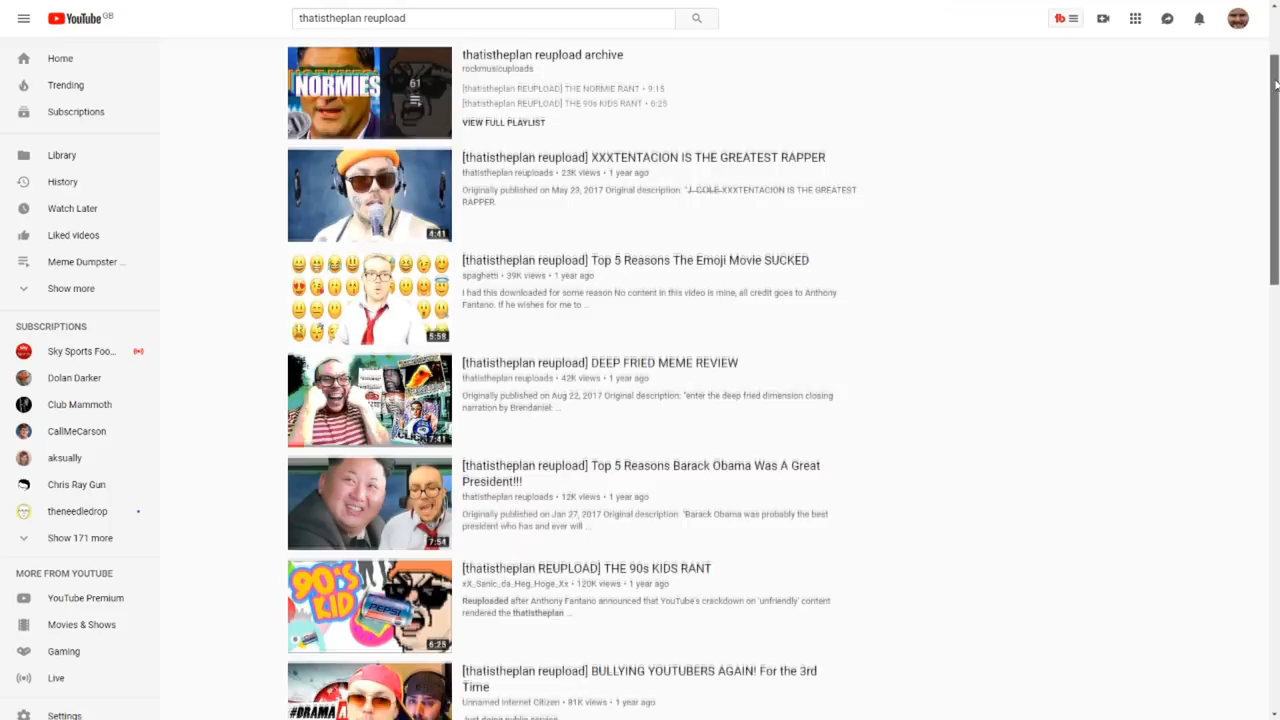 YouTube GB
thatistheplan reupload
tb
Home
Trending
Subscriptions
Library
History
Watch Later
Liked videos
Meme Dumpster ...
Show more
SUBSCRIPTIONS
Sky Sports Foo...
Dolan Darker
Club Mammoth
CallMeCarson
aksually
Chris Ray Gun
theneedledrop
Show 171 more
MORE FROM YOUTUBE
YouTube Premium
Movies & Shows
Gaming
Live
Settings
NORMIES
61
thatistheplan reupload archive
rockmusicuploads
[thatistheplan REUPLOAD] THE NORMIE RANT • 9:15
[thatistheplan REUPLOAD] THE 90s KIDS RANT • 6:25
VIEW FULL PLAYLIST
4:41
[thatistheplan reupload] XXXTENTACION IS THE GREATEST RAPPER
thatistheplan reuploads • 23K views • 1 year ago
Originally published on May 23, 2017 Original description: "J-COLE-XXXTENTACION IS THE GREATEST
RAPPER.
5:58
[thatistheplan reupload] Top 5 Reasons The Emoji Movie SUCKED
spaghetti • 39K views • 1 year ago
I had this downloaded for some reason No content in this video is mine, all credit goes to Anthony
Fantano. If he wishes for me to ...
CLICK
7:41
[thatistheplan reupload] DEEP FRIED MEME REVIEW
thatistheplan reuploads • 42K views • 1 year ago
Originally published on Aug 22, 2017 Original description: "enter the deep fried dimension closing
narration by Brendaniel: ...
7:54
[thatistheplan reupload] Top 5 Reasons Barack Obama Was A Great
President!!!
thatistheplan reuploads • 12K views • 1 year ago
Originally published on Jan 27, 2017 Original description: "Barack Obama was probably the best
president who has and ever will ...
90's
KID
PEPSI
6:25
[thatistheplan REUPLOAD] THE 90s KIDS RANT
xX_Sanic_da_Heg_Hoge_Xx • 120K views • 1 year ago
Reuploaded after Anthony Fantano announced that YouTube's crackdown on 'unfriendly' content
rendered the thatistheplan ...
#DRAMAA
[thatistheplan reupload] BULLYING YOUTUBERS AGAIN! For the 3rd
Time
Unnamed Internet Citizen • 81K views • 1 year ago
Just doing public service